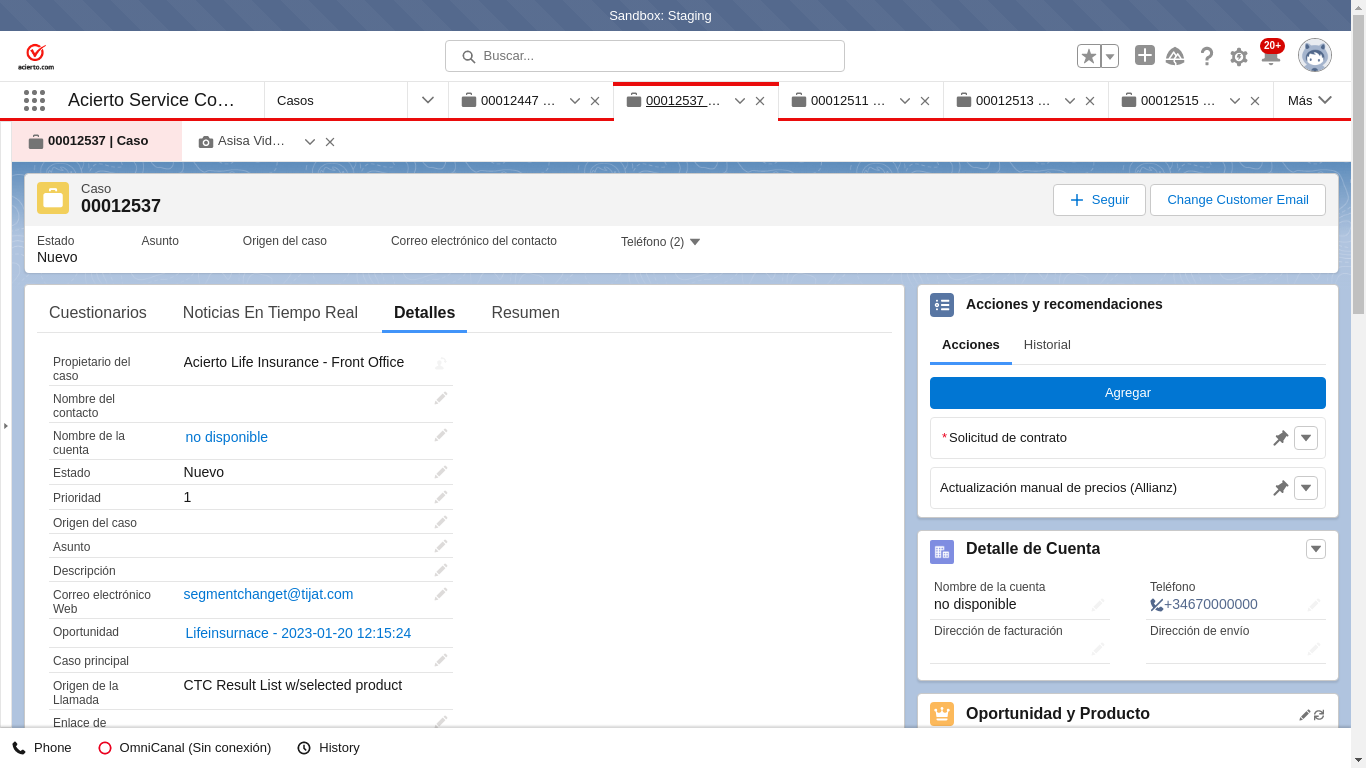 Sandbox: Staging
acierto.com
Buscar...
20+
Acierto Service Co…
Casos
00012447 …
00012537 …
00012511 …
00012513 …
00012515 …
Más
00012537 | Caso
Asisa Vid…
Caso
00012537
Seguir
Change Customer Email
Estado
Nuevo
Asunto
Origen del caso
Correo electrónico del contacto
Teléfono (2)
Cuestionarios
Noticias En Tiempo Real
Detalles
Resumen
Propietario del
caso
Acierto Life Insurance - Front Office
Nombre del
contacto
Nombre de la
cuenta
no disponible
Estado
Nuevo
Prioridad
1
Origen del caso
Asunto
Descripción
Correo electrónico
Web
segmentchanget@tijat.com
Oportunidad
Lifeinsurnace - 2023-01-20 12:15:24
Caso principal
Origen de la
Llamada
CTC Result List w/selected product
Enlace de
Acciones y recomendaciones
Acciones
Historial
Agregar
*Solicitud de contrato
Actualización manual de precios (Allianz)
Detalle de Cuenta
Nombre de la cuenta
no disponible
Teléfono
+34670000000
Dirección de facturación
Dirección de envío
Oportunidad y Producto
Phone
OmniCanal (Sin conexión)
History